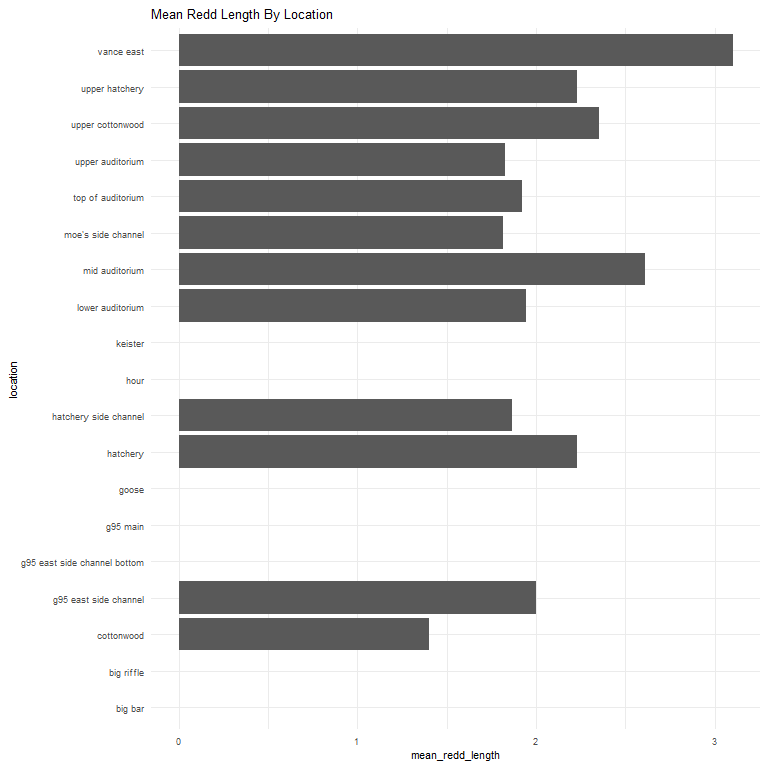 Mean Redd Length By Location
vance east
upper hatchery
upper cottonwood
upper auditorium
top of auditorium
moe's side channel
mid auditorium
lower auditorium
keister
hour
hatchery side channel
hatchery
goose
g95 main
g95 east side channel bottom
g95 east side channel
cottonwood
big riffle
big bar
location
0 1 2 3
mean_redd_length